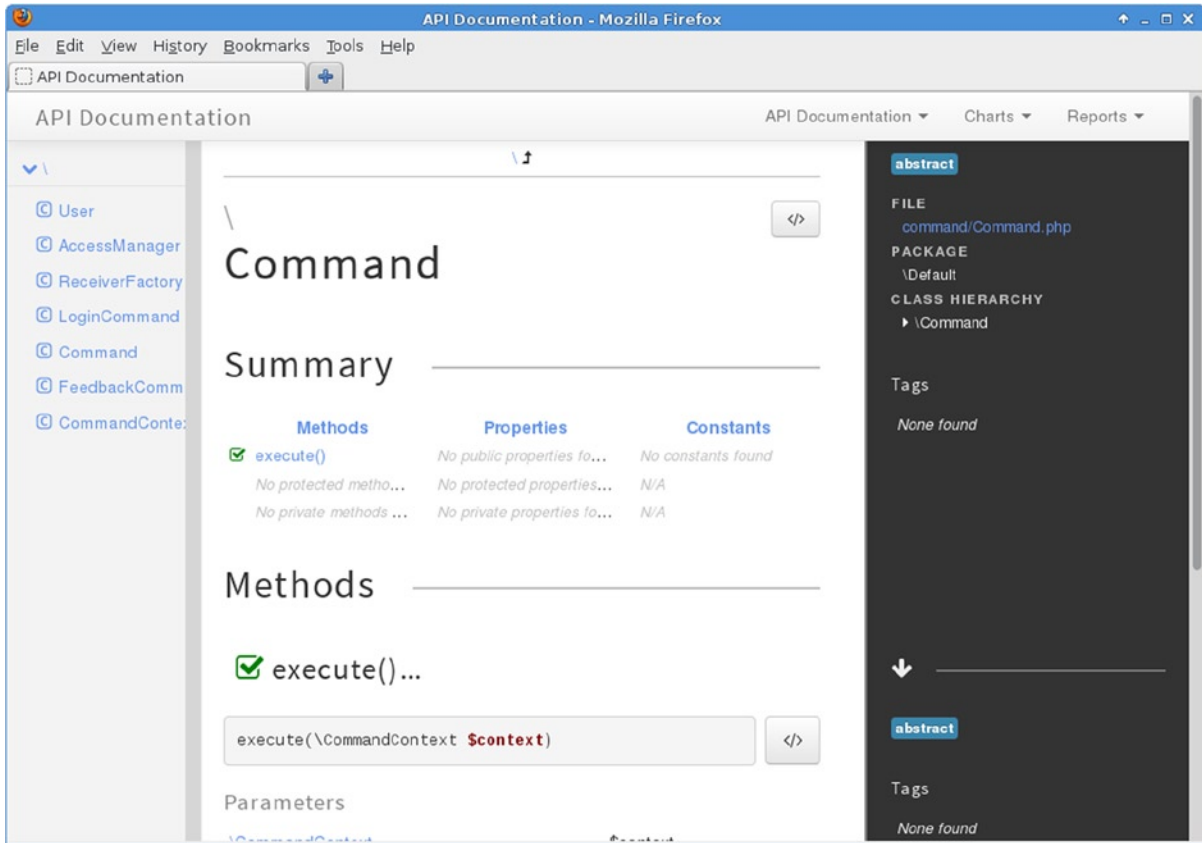 API Documentation - Mozilla Firefox
File Edit View History Bookmarks Tools Help
API Documentation
API Documentation API Documentation Charts Reports
\
User
AccessManager
ReceiverFactory
LoginCommand
Command
FeedbackComm
CommandConte
\
\
</>
Command
Summary
Methods Properties Constants
execute() No public properties fo... No constants found
No protected metho... No protected properties... N/A
No private methods ... No private properties fo... N/A
Methods
execute()...
execute(\CommandContext $context) </>
Parameters
\CommandContext $context
abstract
FILE
command/Command.php
PACKAGE
\Default
CLASS HIERARCHY
\Command
Tags
None found
abstract
Tags
None found